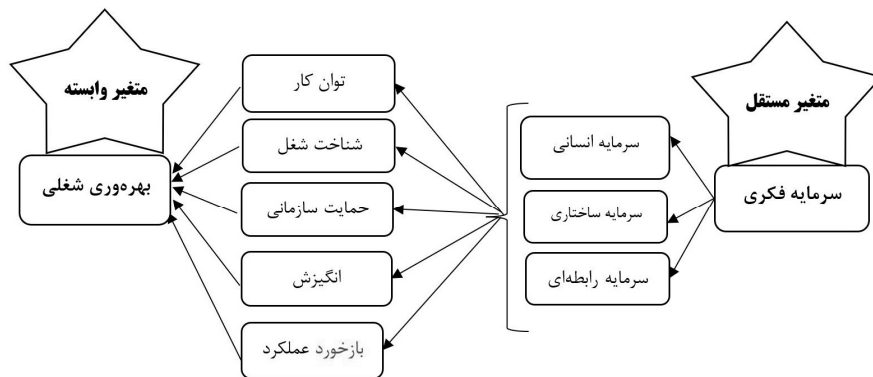 متغیر مستقل
سرمایه فکری
سرمایه انسانی
سرمایه ساختاری
سرمایه رابطه‌ای
توان کار
شناخت شغل
حمایت سازمانی
انگیزش
بازخورد عملکرد
متغیر وابسته
بهره‌وری شغلی